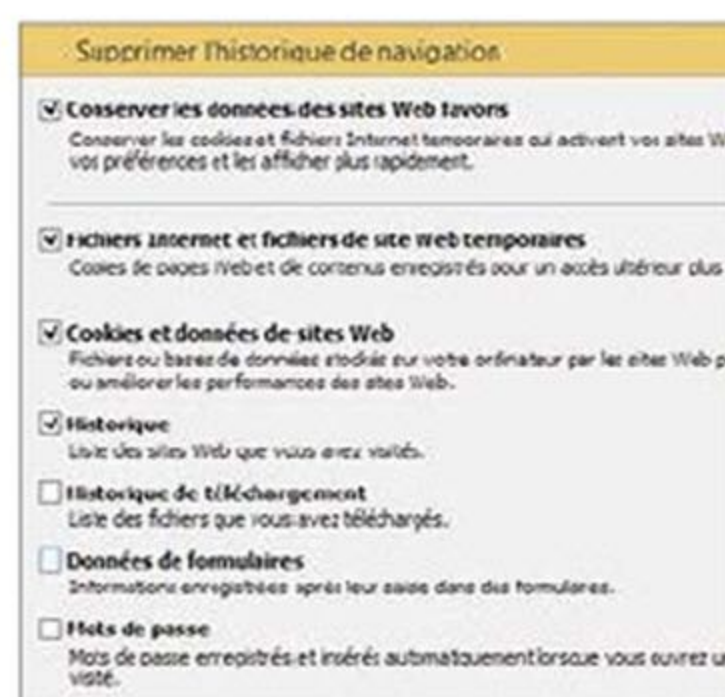 Supprimer l'historique de navigation
Conserver les données des sites Web favoris
Conserver les cookies et fichiers Internet temporaires qui activent vos sites W
vos préférences et les afficher plus rapidement.
Fichiers Internet et fichiers de site Web temporaires
Copies de pages Web et de contenus enregistrés pour un accès ultérieur plus
Cookies et données de sites Web
Fichiers ou bases de données stockés sur votre ordinateur par les sites Web p
ou améliorer les performances des sites Web.
Historique
Liste des sites Web que vous avez visités.
Historique de téléchargement
Liste des fichiers que vous avez téléchargés.
Données de formulaires
Informations enregistrées après leur saisie dans des formulaires.
Mots de passe
Mots de passe enregistrés et insérés automatiquement lorsque vous ouvrez u
visité.